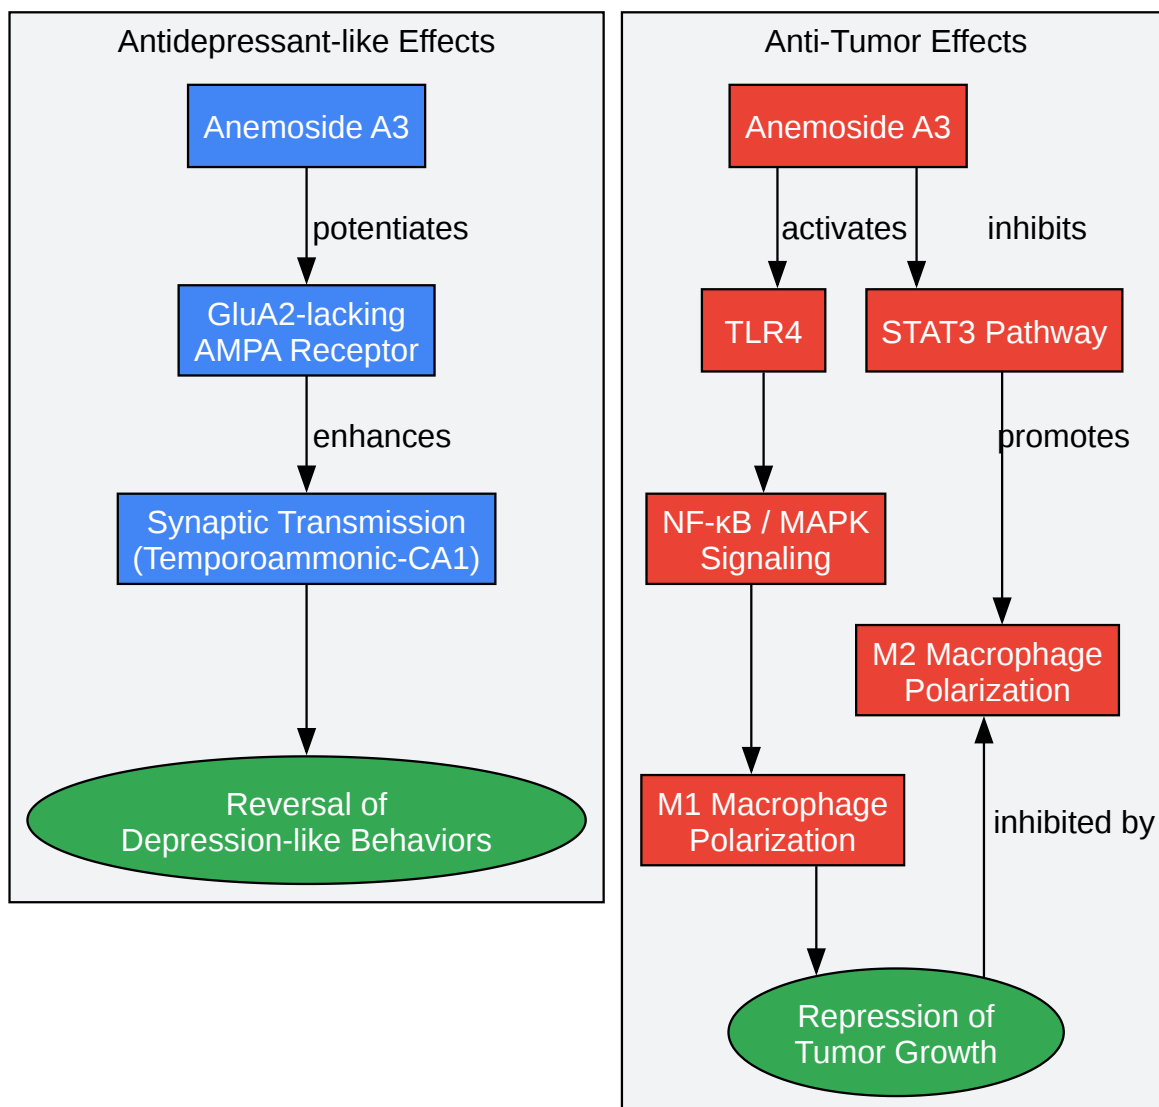 Antidepressant-like Effects
Anemoside A3
potentiates
GluA2-lacking
AMPA Receptor
enhances
Synaptic Transmission
(Temporoammonic-CA1)
Reversal of
Depression-like Behaviors
Anti-Tumor Effects
Anemoside A3
activates
inhibits
TLR4
STAT3 Pathway
promotes
NF-κB / MAPK
Signaling
M2 Macrophage
Polarization
M1 Macrophage
Polarization
inhibited by
Repression of
Tumor Growth